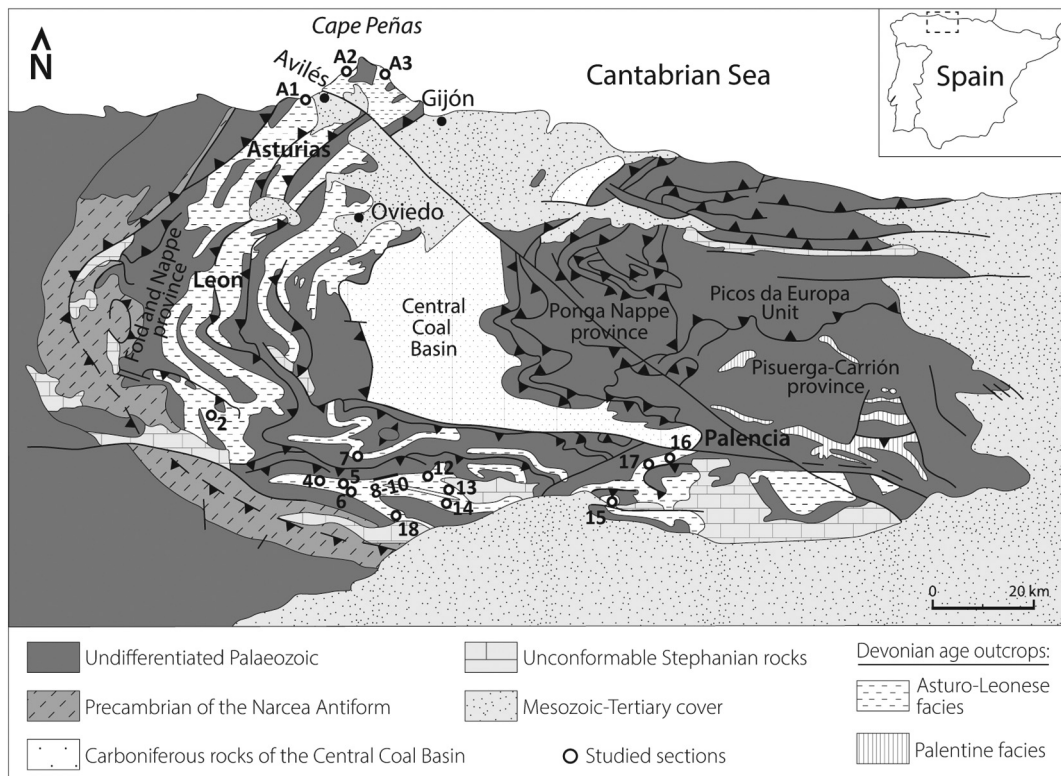 Cape Peñas
N
A2
A3
Avilés
A1
Gijón
Cantabrian Sea
Spain
Asturias
Oviedo
Leon
Fold and Nappe
province
Central
Coal
Basin
Ponga Nappe
province
Picos da Europa
Unit
Pisuerga-Carrión
province
Palencia
2
7
4
5
6
8-10
12
13
14
18
16
17
15
0
20 km
Undifferentiated Palaeozoic
Precambrian of the Narcea Antiform
Carboniferous rocks of the Central Coal Basin
Unconformable Stephanian rocks
Mesozoic-Tertiary cover
Studied sections
Devonian age outcrops:
Asturo-Leonese
facies
Palentine facies